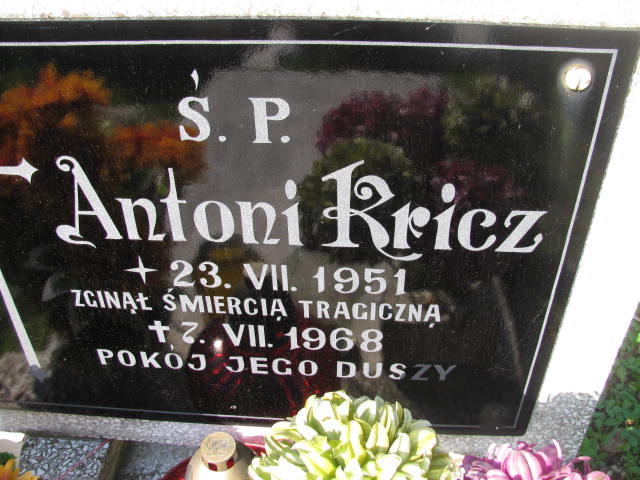 Ś. P.
Antoni Kricz
23. VII. 1951
ZGINĄŁ ŚMIERCIĄ TRAGICZNĄ
✝ 7. VII. 1968
POKÓJ JEGO DUSZY